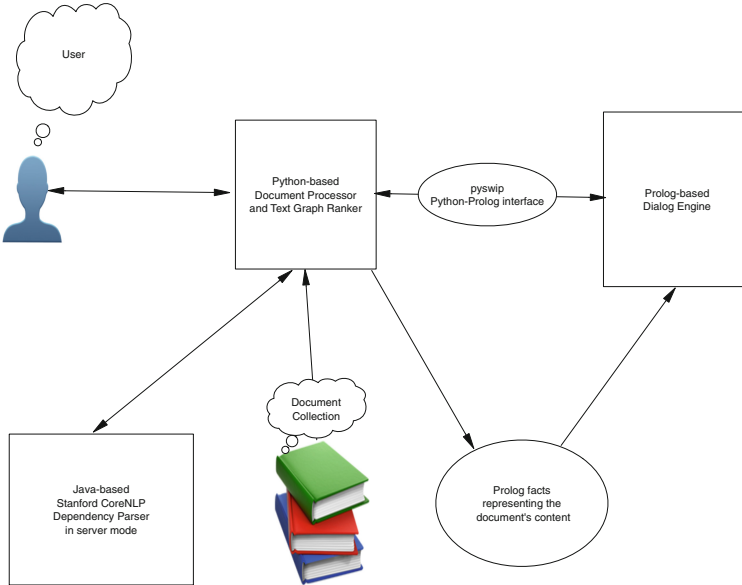 User
Python-based
Document Processor
and Text Graph Ranker
pyswip
Python-Prolog interface
Prolog-based
Dialog Engine
Document
Collection
Java-based
Stanford CoreNLP
Dependency Parser
in server mode
Prolog facts
representing the
document's content